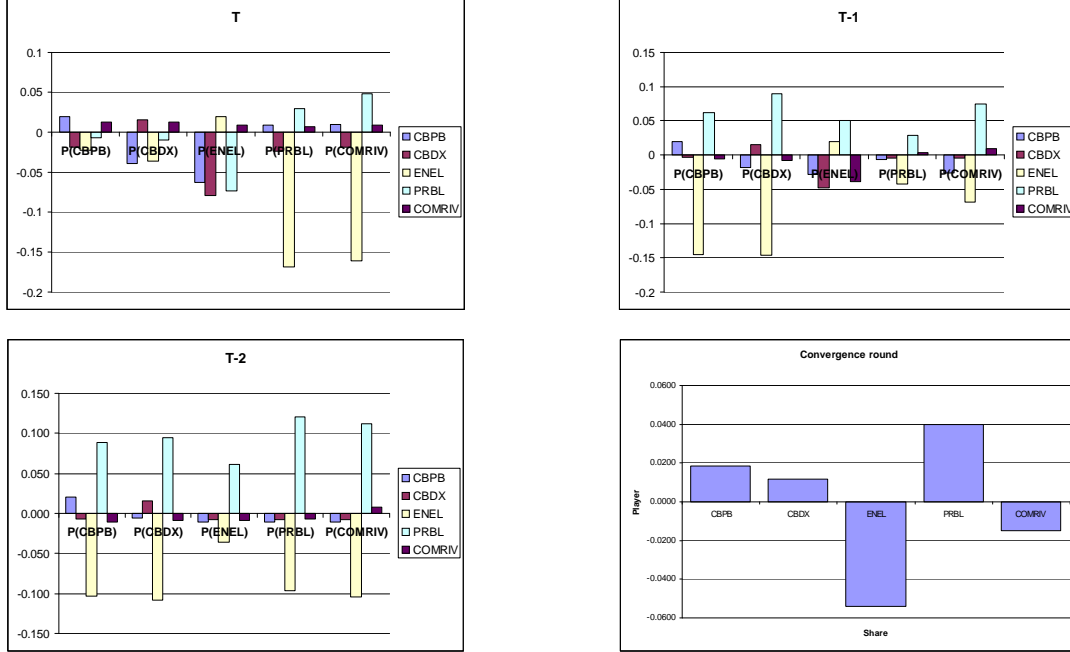 T
0.1
0.05
0
-0.05
-0.1
-0.15
-0.2
P(CBPB) P(CBDX) P(ENEL) P(PRBL) P(COMRIV)
CBPB
CBDX
ENEL
PRBL
COMRIV
T-1
0.15
0.1
0.05
0
-0.05
-0.1
-0.15
-0.2
P(CBPB) P(CBDX) P(ENEL) P(PRBL) P(COMRIV)
CBPB
CBDX
ENEL
PRBL
COMRIV
T-2
0.150
0.100
0.050
0.000
-0.050
-0.100
-0.150
P(CBPB) P(CBDX) P(ENEL) P(PRBL) P(COMRIV)
CBPB
CBDX
ENEL
PRBL
COMRIV
Convergence round
0.0600
0.0400
0.0200
0.0000
-0.0200
-0.0400
-0.0600
Player
CBPB CBDX ENEL PRBL COMRIV
Share